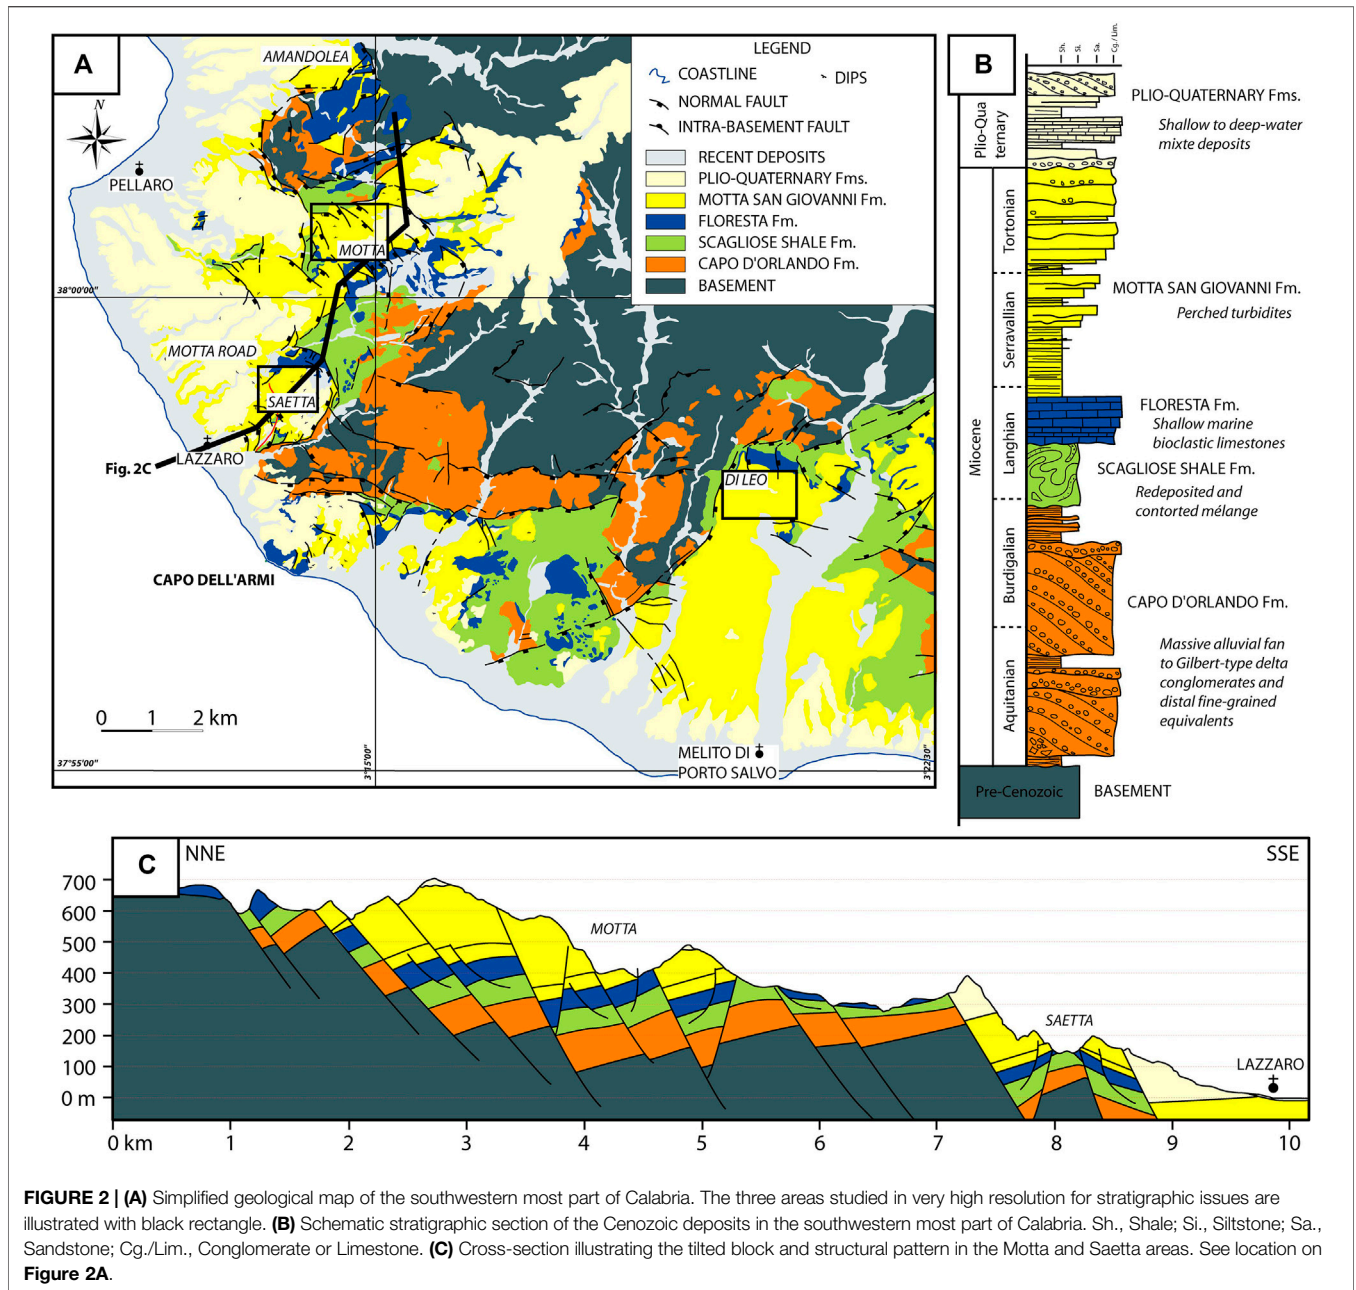 A
AMANDOLEA
N
PELLARO
MOTTA
38°00'00"
MOTTA ROAD
SAETTA
LAZZARO
Fig. 2C
DI LEO
CAPO DELL'ARMI
0 1 2 km
MELITO DI
PORTO SALVO
37°55'00"
3°15'00"
3°22'30"
LEGEND
COASTLINE
DIPS
NORMAL FAULT
INTRA-BASEMENT FAULT
RECENT DEPOSITS
PLIO-QUATERNARY Fms.
MOTTA SAN GIOVANNI Fm.
FLORESTA Fm.
SCAGLIOSE SHALE Fm.
CAPO D'ORLANDO Fm.
BASEMENT
B
Sh.
Si.
Sa.
Cg./Lim.
Plio-Qua
ternary
Miocene
Tortonian
Serravallian
Langhian
Burdigalian
Aquitanian
Pre-Cenozoic
PLIO-QUATERNARY Fms.
Shallow to deep-water
mixte deposits
MOTTA SAN GIOVANNI Fm.
Perched turbidites
FLORESTA Fm.
Shallow marine
bioclastic limestones
SCAGLIOSE SHALE Fm.
Redeposited and
contorted mélange
CAPO D'ORLANDO Fm.
Massive alluvial fan
to Gilbert-type delta
conglomerates and
distal fine-grained
equivalents
BASEMENT
C
NNE
SSE
700
600
500
400
300
200
100
0 m
MOTTA
SAETTA
LAZZARO
0 km 1 2 3 4 5 6 7 8 9 10
FIGURE 2 | (A) Simplified geological map of the southwestern most part of Calabria. The three areas studied in very high resolution for stratigraphic issues are
illustrated with black rectangle. (B) Schematic stratigraphic section of the Cenozoic deposits in the southwestern most part of Calabria. Sh., Shale; Si., Siltstone; Sa.,
Sandstone; Cg./Lim., Conglomerate or Limestone. (C) Cross-section illustrating the tilted block and structural pattern in the Motta and Saetta areas. See location on
Figure 2A.